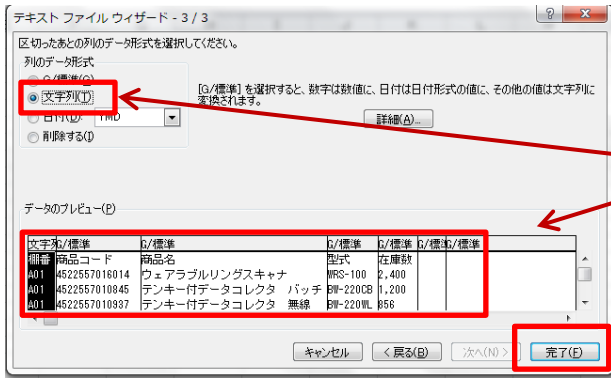 テキスト ファイル ウィザード - 3 / 3
区切ったあとの列のデータ形式を選択してください。
列のデータ形式
G/標準(G)
文字列(T)
日付(D): YMD
削除する(I)
[G/標準] を選択すると、数字は数値に、日付は日付形式の値に、その他の値は文字列に
変換されます。
詳細(A)...
データのプレビュー(P)
文字列 G/標準 G/標準 G/標準 G/標準 G/標準 G/標準
棚番 商品コード 商品名 型式 在庫数
A01 4522557016014 ウェアラブルリングスキャナ WRS-100 2,400
A01 4522557010845 テンキー付データコレクタ バッチ BW-220CB 1,200
A01 4522557010937 テンキー付データコレクタ 無線 BW-220WL 856
キャンセル < 戻る(B) 次へ(N) > 完了(F)